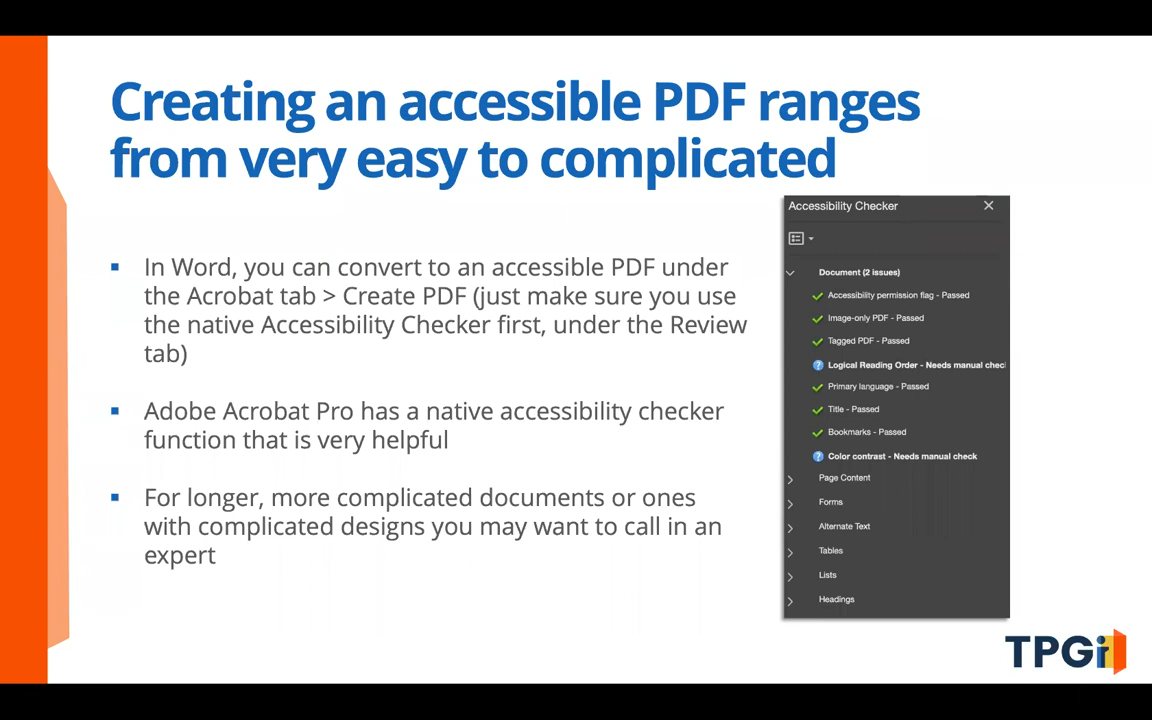 Creating an accessible PDF ranges
from very easy to complicated
▪ In Word, you can convert to an accessible PDF under
the Acrobat tab > Create PDF (just make sure you use
the native Accessibility Checker first, under the Review
tab)
▪ Adobe Acrobat Pro has a native accessibility checker
function that is very helpful
▪ For longer, more complicated documents or ones
with complicated designs you may want to call in an
expert
Accessibility Checker
Document (2 issues)
Accessibility permission flag - Passed
Image-only PDF - Passed
Tagged PDF - Passed
Logical Reading Order - Needs manual chec
Primary language - Passed
Title - Passed
Bookmarks - Passed
Color contrast - Needs manual check
Page Content
Forms
Alternate Text
Tables
Lists
Headings
TPGi